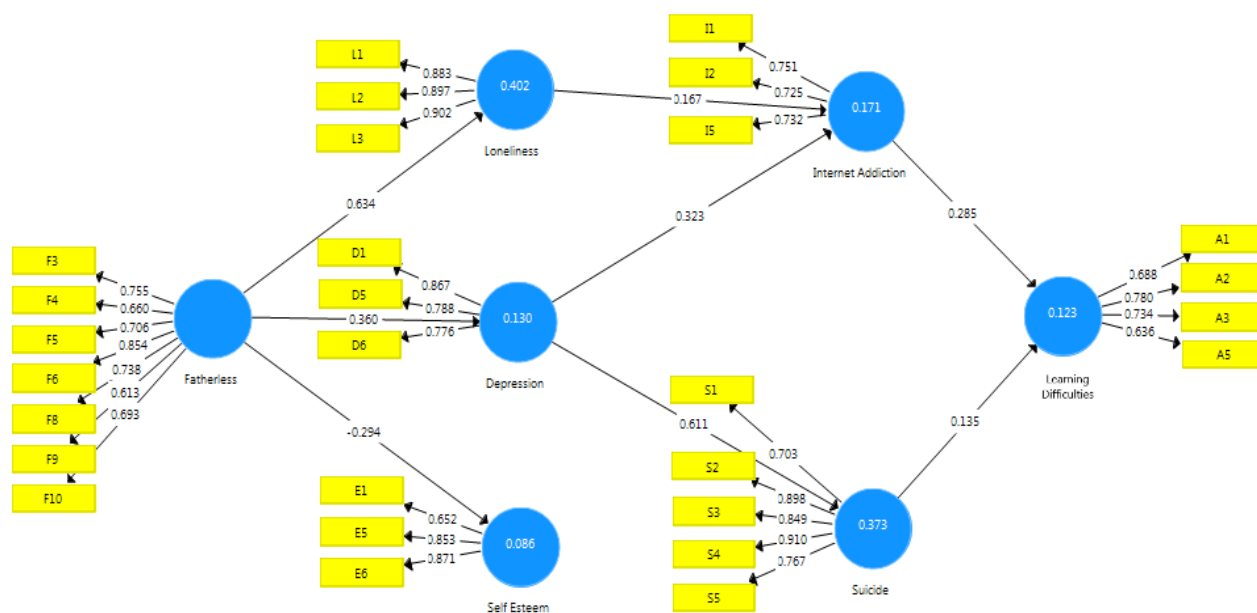 L1
L2
L3
0.883
0.897
0.902
0.402
Loneliness
I1
I2
I5
0.751
0.725
0.732
0.171
Internet Addiction
0.167
0.634
0.323
0.285
F3
F4
F5
F6
F8
F9
F10
0.755
0.660
0.706
0.854
0.738
0.613
0.693
Fatherless
D1
D5
D6
0.867
0.788
0.776
0.360
0.130
Depression
A1
A2
A3
A5
0.688
0.780
0.734
0.636
0.123
Learning
Difficulties
-0.294
0.611
0.135
E1
E5
E6
0.652
0.853
0.871
0.086
Self Esteem
S1
S2
S3
S4
S5
0.703
0.898
0.849
0.910
0.767
0.373
Suicide